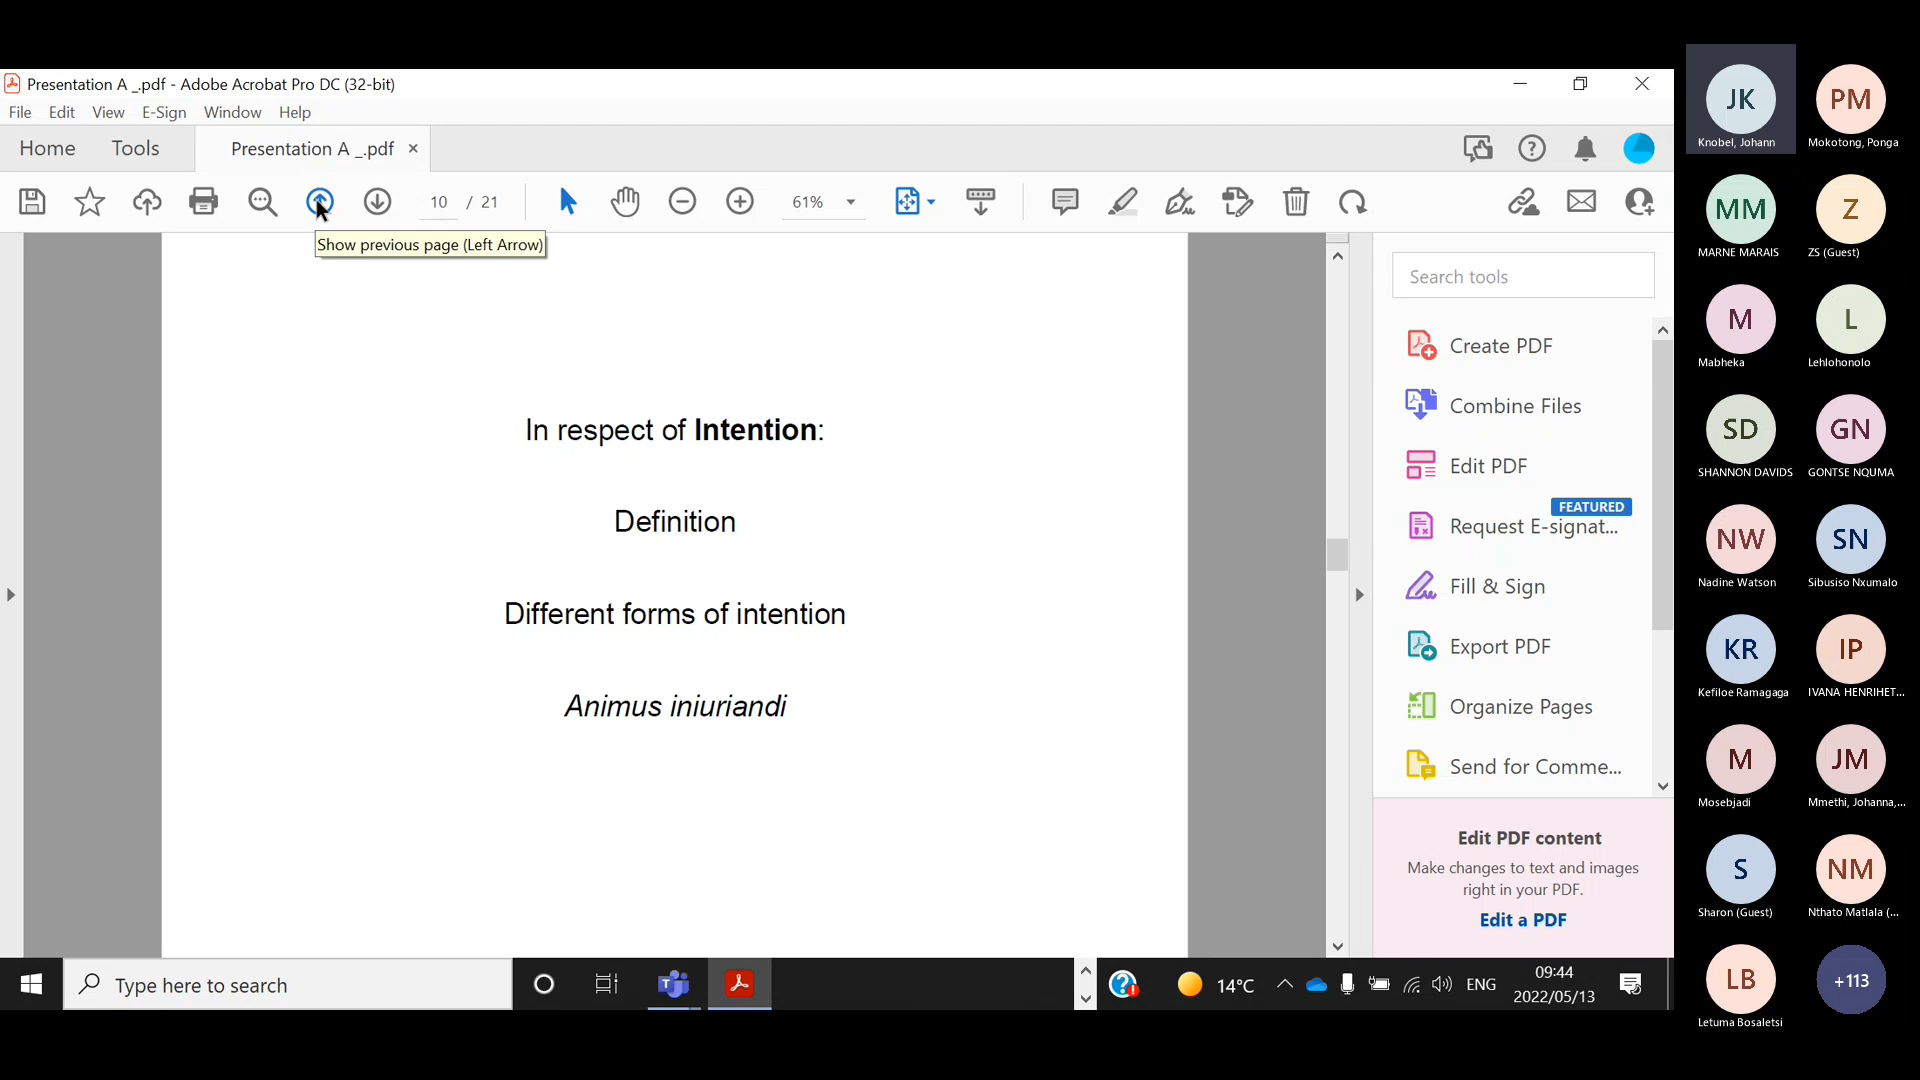 Presentation A _.pdf - Adobe Acrobat Pro DC (32-bit)
File Edit View E-Sign Window Help
Home Tools Presentation A _.pdf ×
10 / 21 61%
Show previous page (Left Arrow)
In respect of Intention:
Definition
Different forms of intention
Animus iniuriandi
Search tools
Create PDF
Combine Files
Edit PDF
FEATURED
Request E-signat...
Fill & Sign
Export PDF
Organize Pages
Send for Comme...
Edit PDF content
Make changes to text and images
right in your PDF.
Edit a PDF
Type here to search
14°C
ENG
09:44
2022/05/13
JK PM
Knobel, Johann Mokotong, Ponga
MM Z
MARNE MARAIS ZS (Guest)
M L
Mabheka Lehlohonolo
SD GN
SHANNON DAVIDS GONTSE NQUMA
NW SN
Nadine Watson Sibusiso Nxumalo
KR IP
Kefiloe Ramagaga IVANA HENRIHET...
M JM
Mosebjadi Mmethi, Johanna,...
S NM
Sharon (Guest) Nthato Matlala (...
LB +113
Letuma Bosaletsi